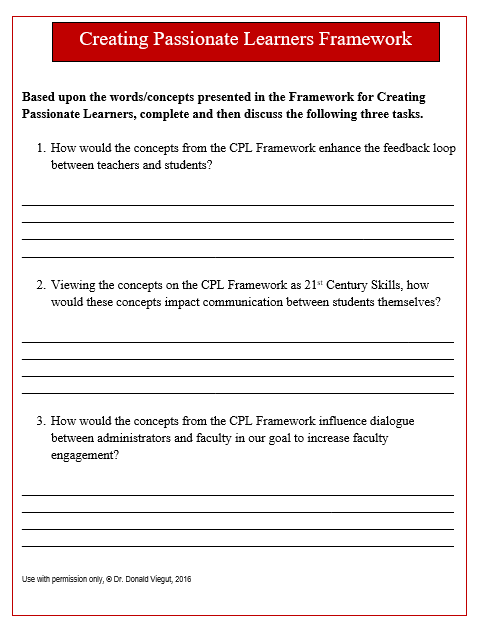 Creating Passionate Learners Framework
Based upon the words/concepts presented in the Framework for Creating
Passionate Learners, complete and then discuss the following three tasks.
1. How would the concepts from the CPL Framework enhance the feedback loop
between teachers and students?
2. Viewing the concepts on the CPL Framework as 21st Century Skills, how
would these concepts impact communication between students themselves?
3. How would the concepts from the CPL Framework influence dialogue
between administrators and faculty in our goal to increase faculty
engagement?
Use with permission only, ® Dr. Donald Viegut, 2016